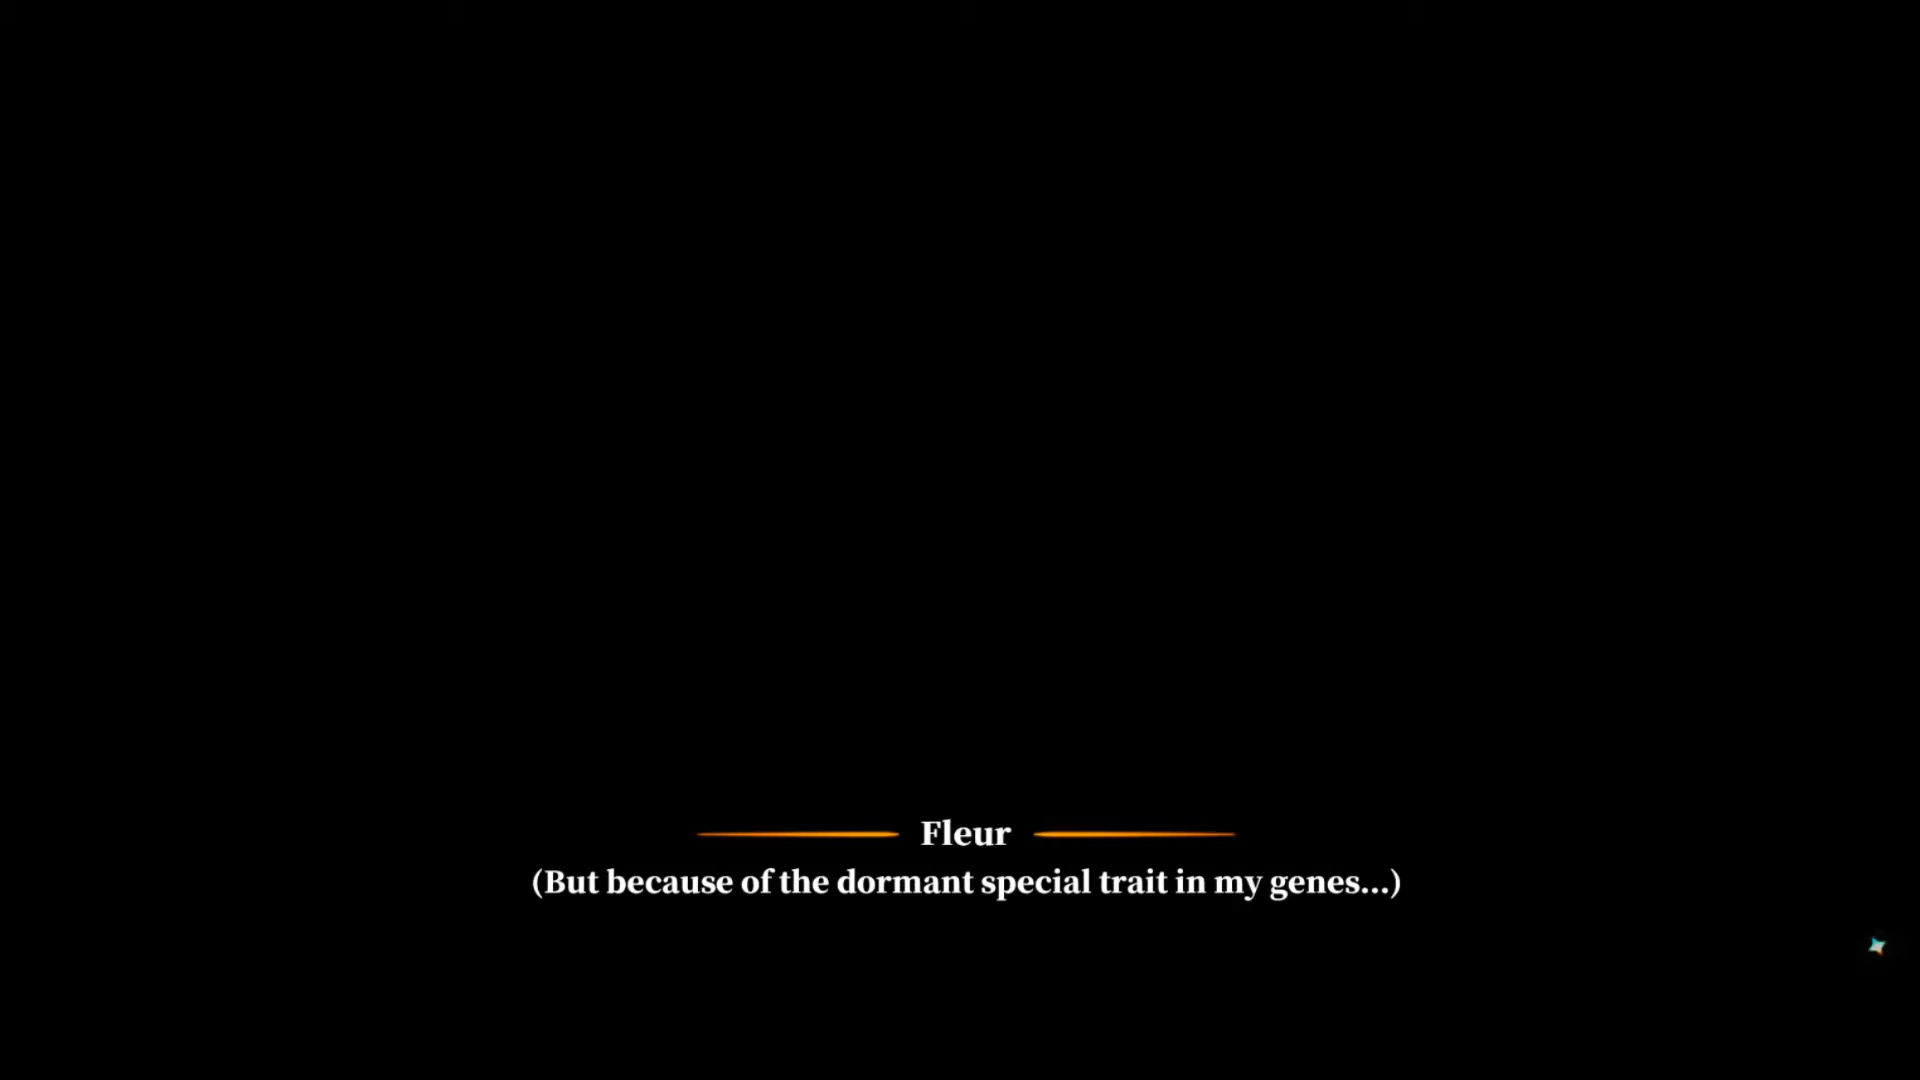 Fleur
(But because of the dormant special trait in my genes...)